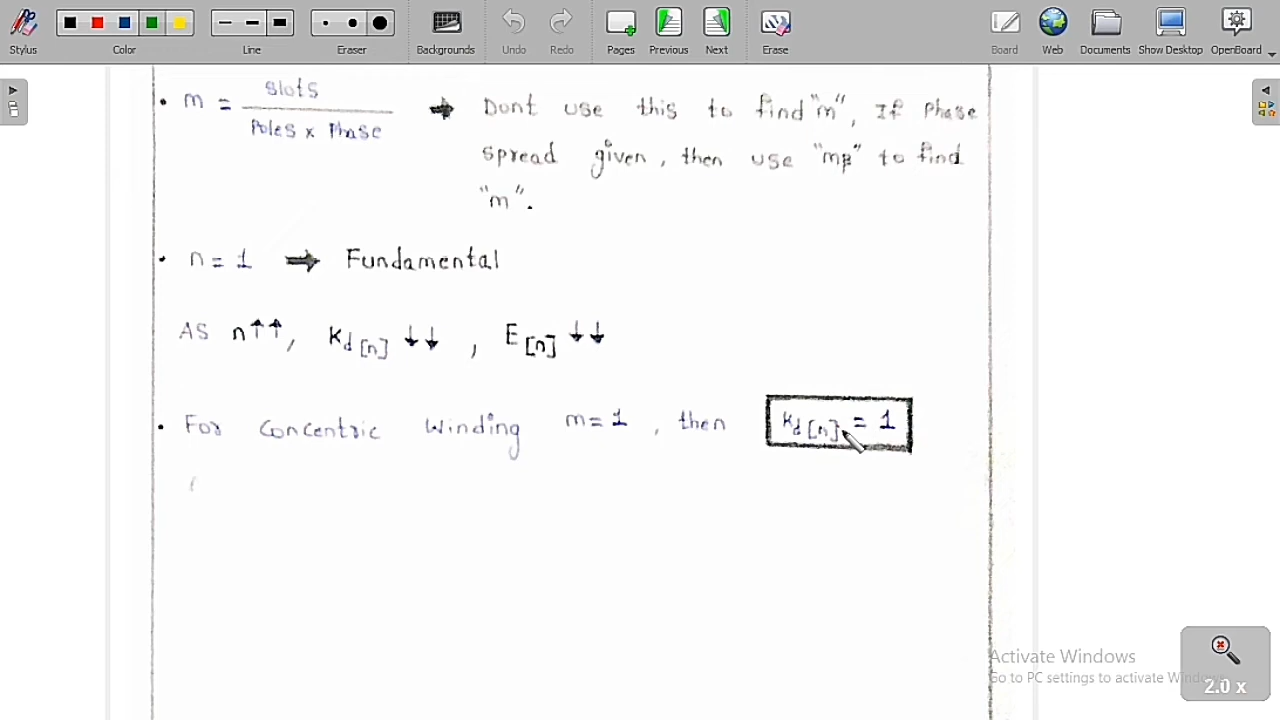 Stylus
Color
Line
Eraser
Backgrounds
Undo
Redo
Pages
Previous
Next
Erase
Board
Web
Documents
Show Desktop
OpenBoard
• m = slots / Poles x Phase ➡ Dont use this to find "m", If Phase
spread given, then use "mβ" to find
"m".
• n = 1 ➡ Fundamental
As n↑↑, Kd[n] ↓↓ , E[n] ↓↓
• For Concentric Winding m=1 , then Kd[n] = 1
Activate Windows
Go to PC settings to activate Windows.
2.0 x